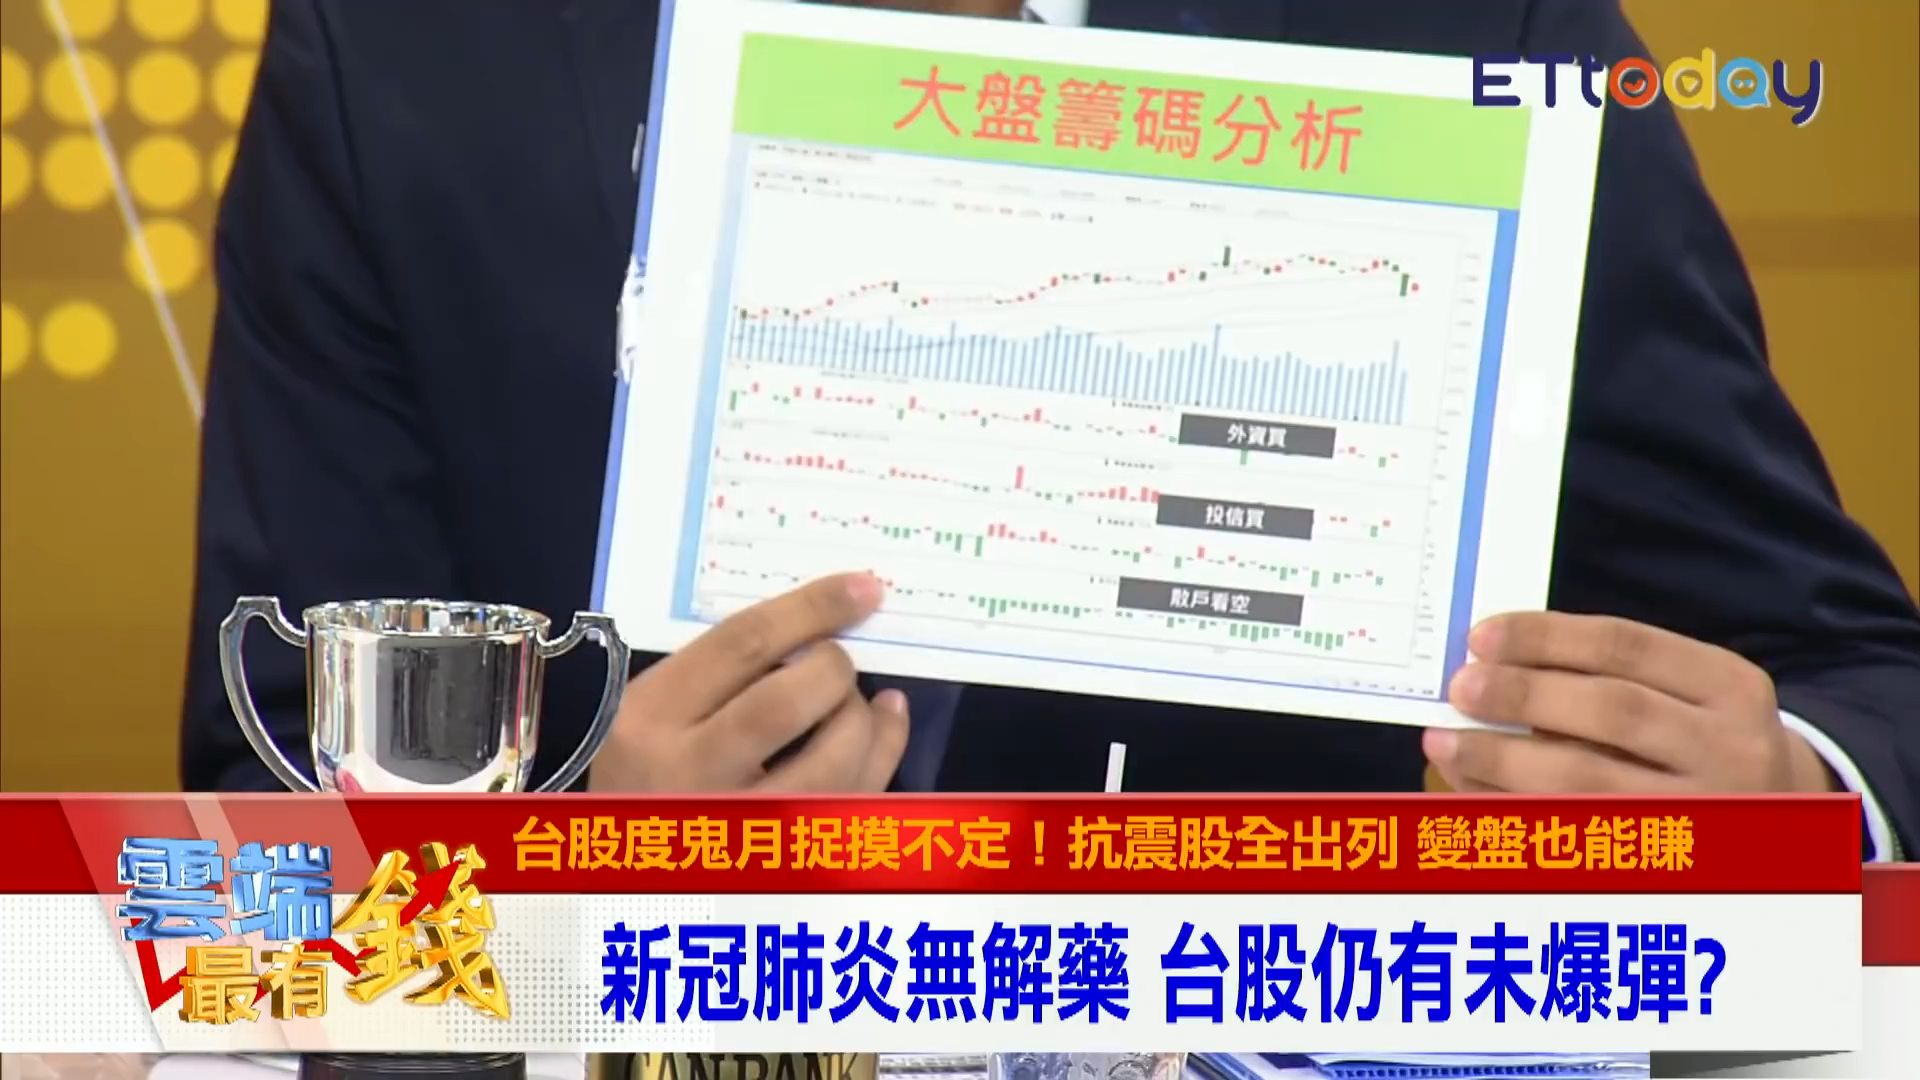 ETtoday
大盤籌碼分析
外資買
投信買
散戶看空
台股度鬼月捉摸不定！抗震股全出列 變盤也能賺
雲端
最有錢
新冠肺炎無解藥 台股仍有未爆彈?
CANBANK